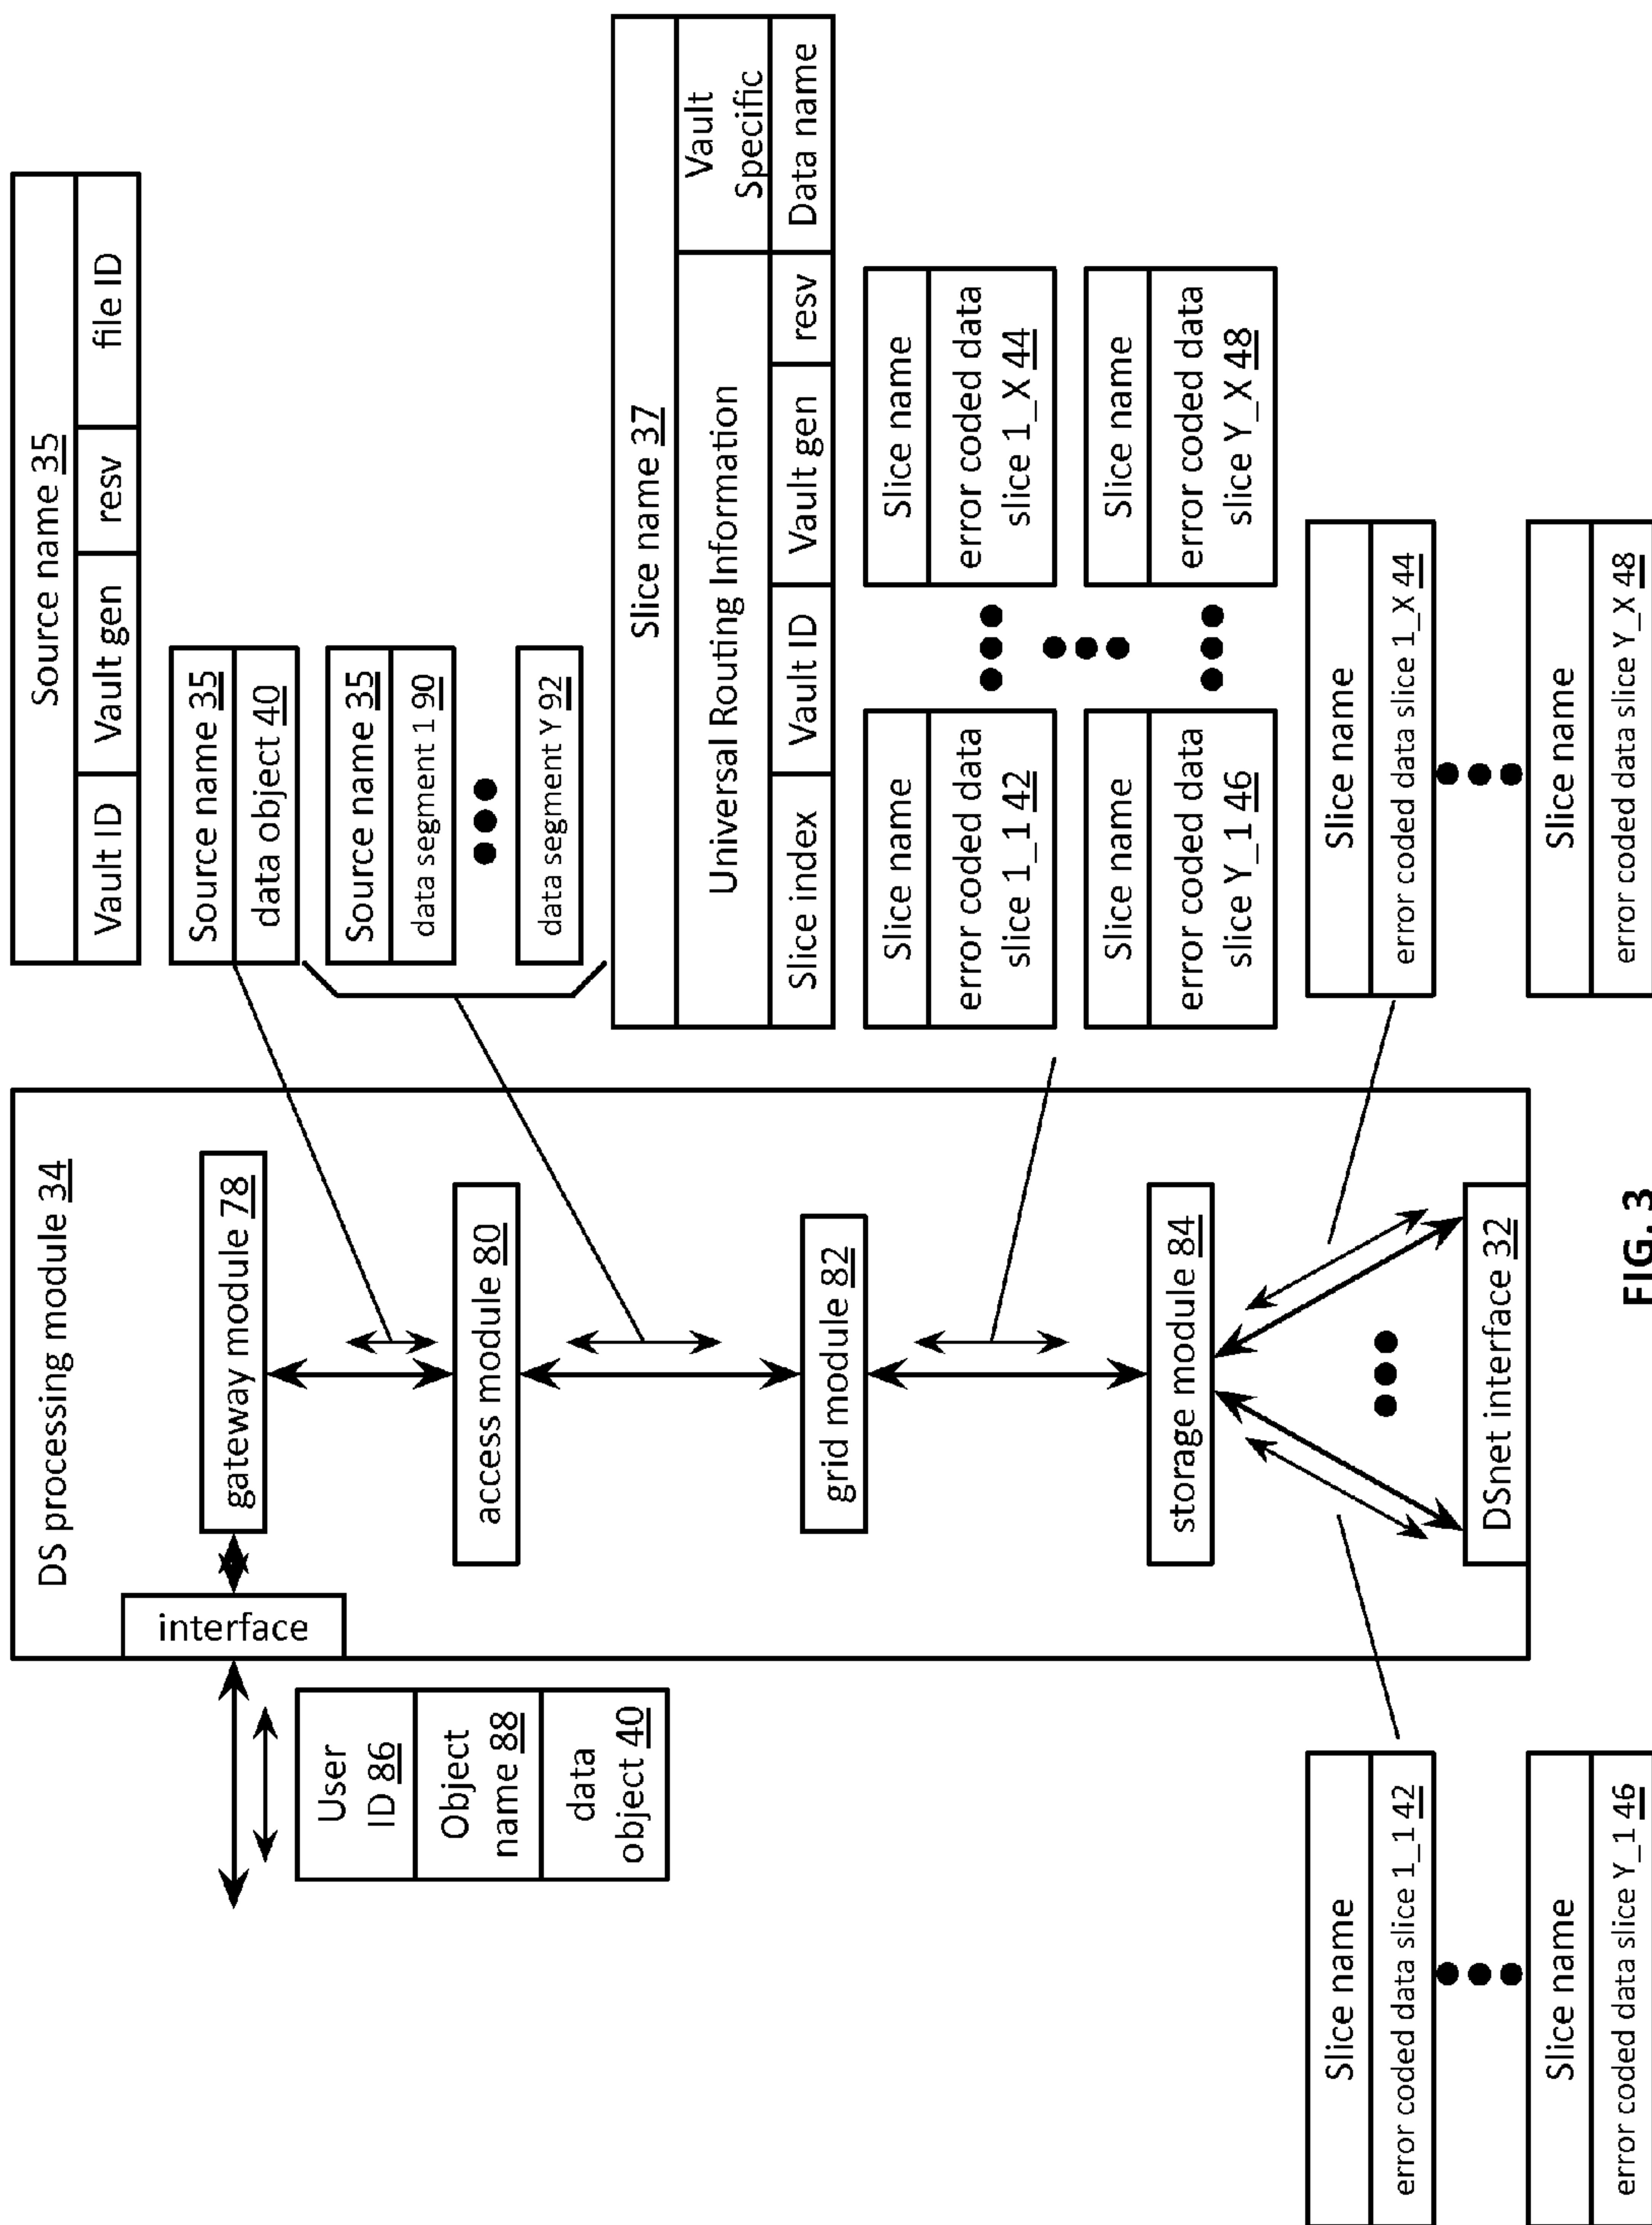 DS processing module 34
interface
gateway module 78
access module 80
grid module 82
storage module 84
DSnet interface 32
User
ID 86
Object
name 88
data
object 40
Source name 35
Vault ID
Vault gen
resv
file ID
Source name 35
data object 40
Source name 35
data segment 1 90
data segment Y 92
Slice name 37
Universal Routing Information
Vault
Specific
Slice index
Vault ID
Vault gen
resv
Data name
Slice name
error coded data
slice 1_1 42
Slice name
error coded data
slice 1_X 44
Slice name
error coded data
slice Y_1 46
Slice name
error coded data
slice Y_X 48
Slice name
error coded data slice 1_1 42
Slice name
error coded data slice Y_1 46
Slice name
error coded data slice 1_X 44
Slice name
error coded data slice Y_X 48
FIG. 3